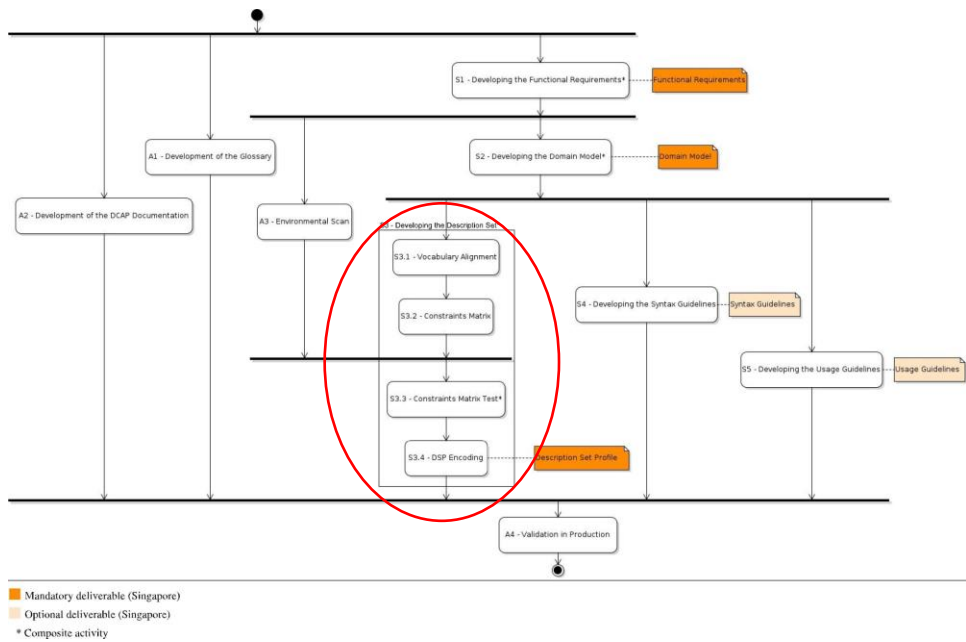 S1 - Developing the Functional Requirements*
Functional Requirements
A1 - Development of the Glossary
S2 - Developing the Domain Model*
Domain Model
A2 - Development of the DCAP Documentation
A3 - Environmental Scan
S3 - Developing the Description Set
S3.1 - Vocabulary Alignment
S3.2 - Constraints Matrix
S4 - Developing the Syntax Guidelines
Syntax Guidelines
S5 - Developing the Usage Guidelines
Usage Guidelines
S3.3 - Constraints Matrix Test*
S3.4 - DSP Encoding
Description Set Profile
A4 - Validation in Production
Mandatory deliverable (Singapore)
Optional deliverable (Singapore)
* Composite activity